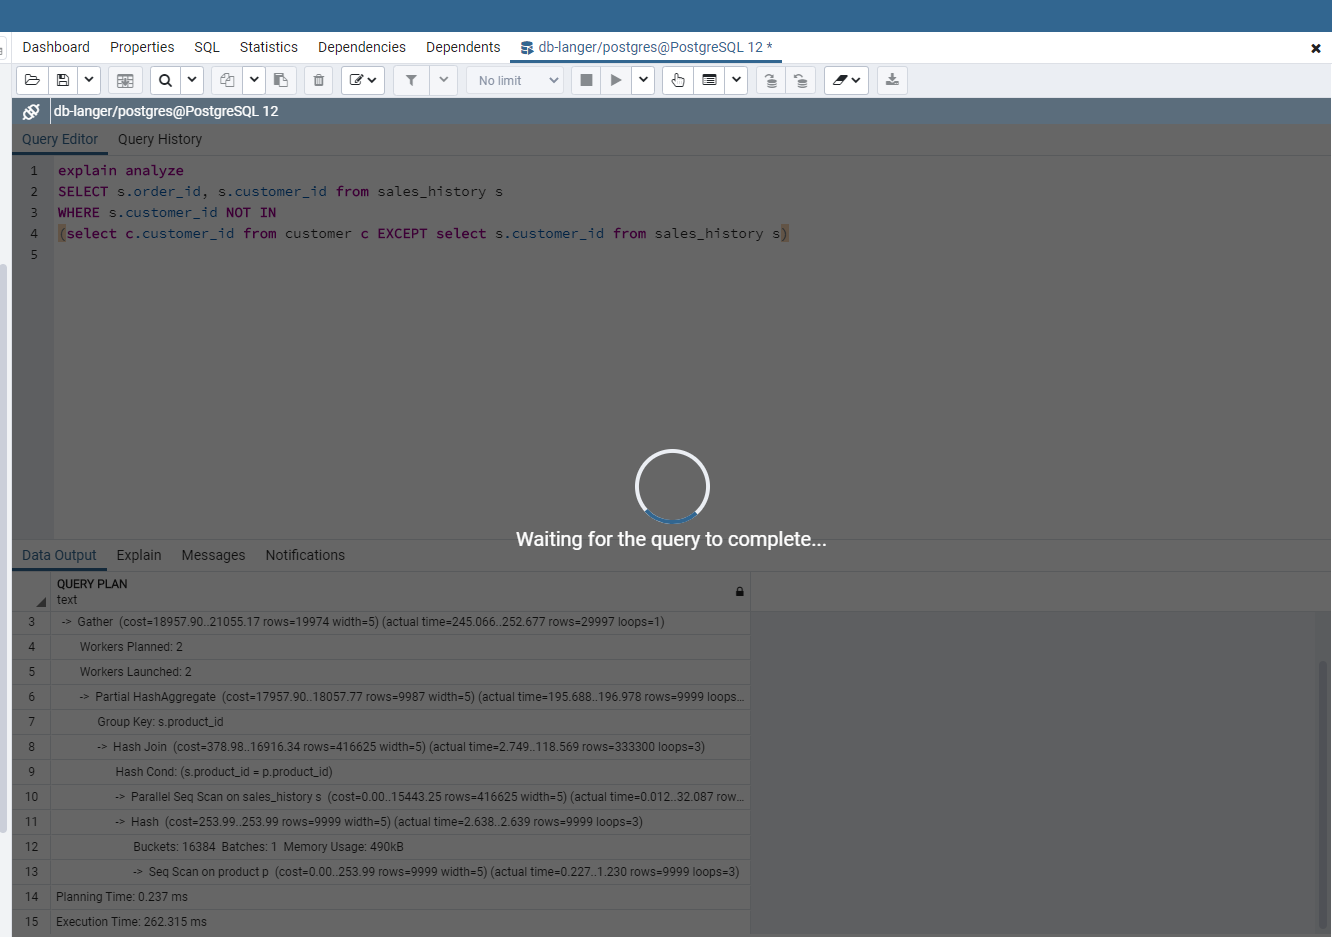 Dashboard Properties SQL Statistics Dependencies Dependents db-langer/postgres@PostgreSQL 12 *
No limit
db-langer/postgres@PostgreSQL 12
Query Editor Query History
1 explain analyze
2 SELECT s.order_id, s.customer_id from sales_history s
3 WHERE s.customer_id NOT IN
4 (select c.customer_id from customer c EXCEPT select s.customer_id from sales_history s)
5
Waiting for the query to complete...
Data Output Explain Messages Notifications
QUERY PLAN
text
3 -> Gather (cost=18957.90..21055.17 rows=19974 width=5) (actual time=245.066..252.677 rows=29997 loops=1)
4 Workers Planned: 2
5 Workers Launched: 2
6 -> Partial HashAggregate (cost=17957.90..18057.77 rows=9987 width=5) (actual time=195.688..196.978 rows=9999 loops...
7 Group Key: s.product_id
8 -> Hash Join (cost=378.98..16916.34 rows=416625 width=5) (actual time=2.749..118.569 rows=333300 loops=3)
9 Hash Cond: (s.product_id = p.product_id)
10 -> Parallel Seq Scan on sales_history s (cost=0.00..15443.25 rows=416625 width=5) (actual time=0.012..32.087 row...
11 -> Hash (cost=253.99..253.99 rows=9999 width=5) (actual time=2.638..2.639 rows=9999 loops=3)
12 Buckets: 16384 Batches: 1 Memory Usage: 490kB
13 -> Seq Scan on product p (cost=0.00..253.99 rows=9999 width=5) (actual time=0.227..1.230 rows=9999 loops=3)
14 Planning Time: 0.237 ms
15 Execution Time: 262.315 ms